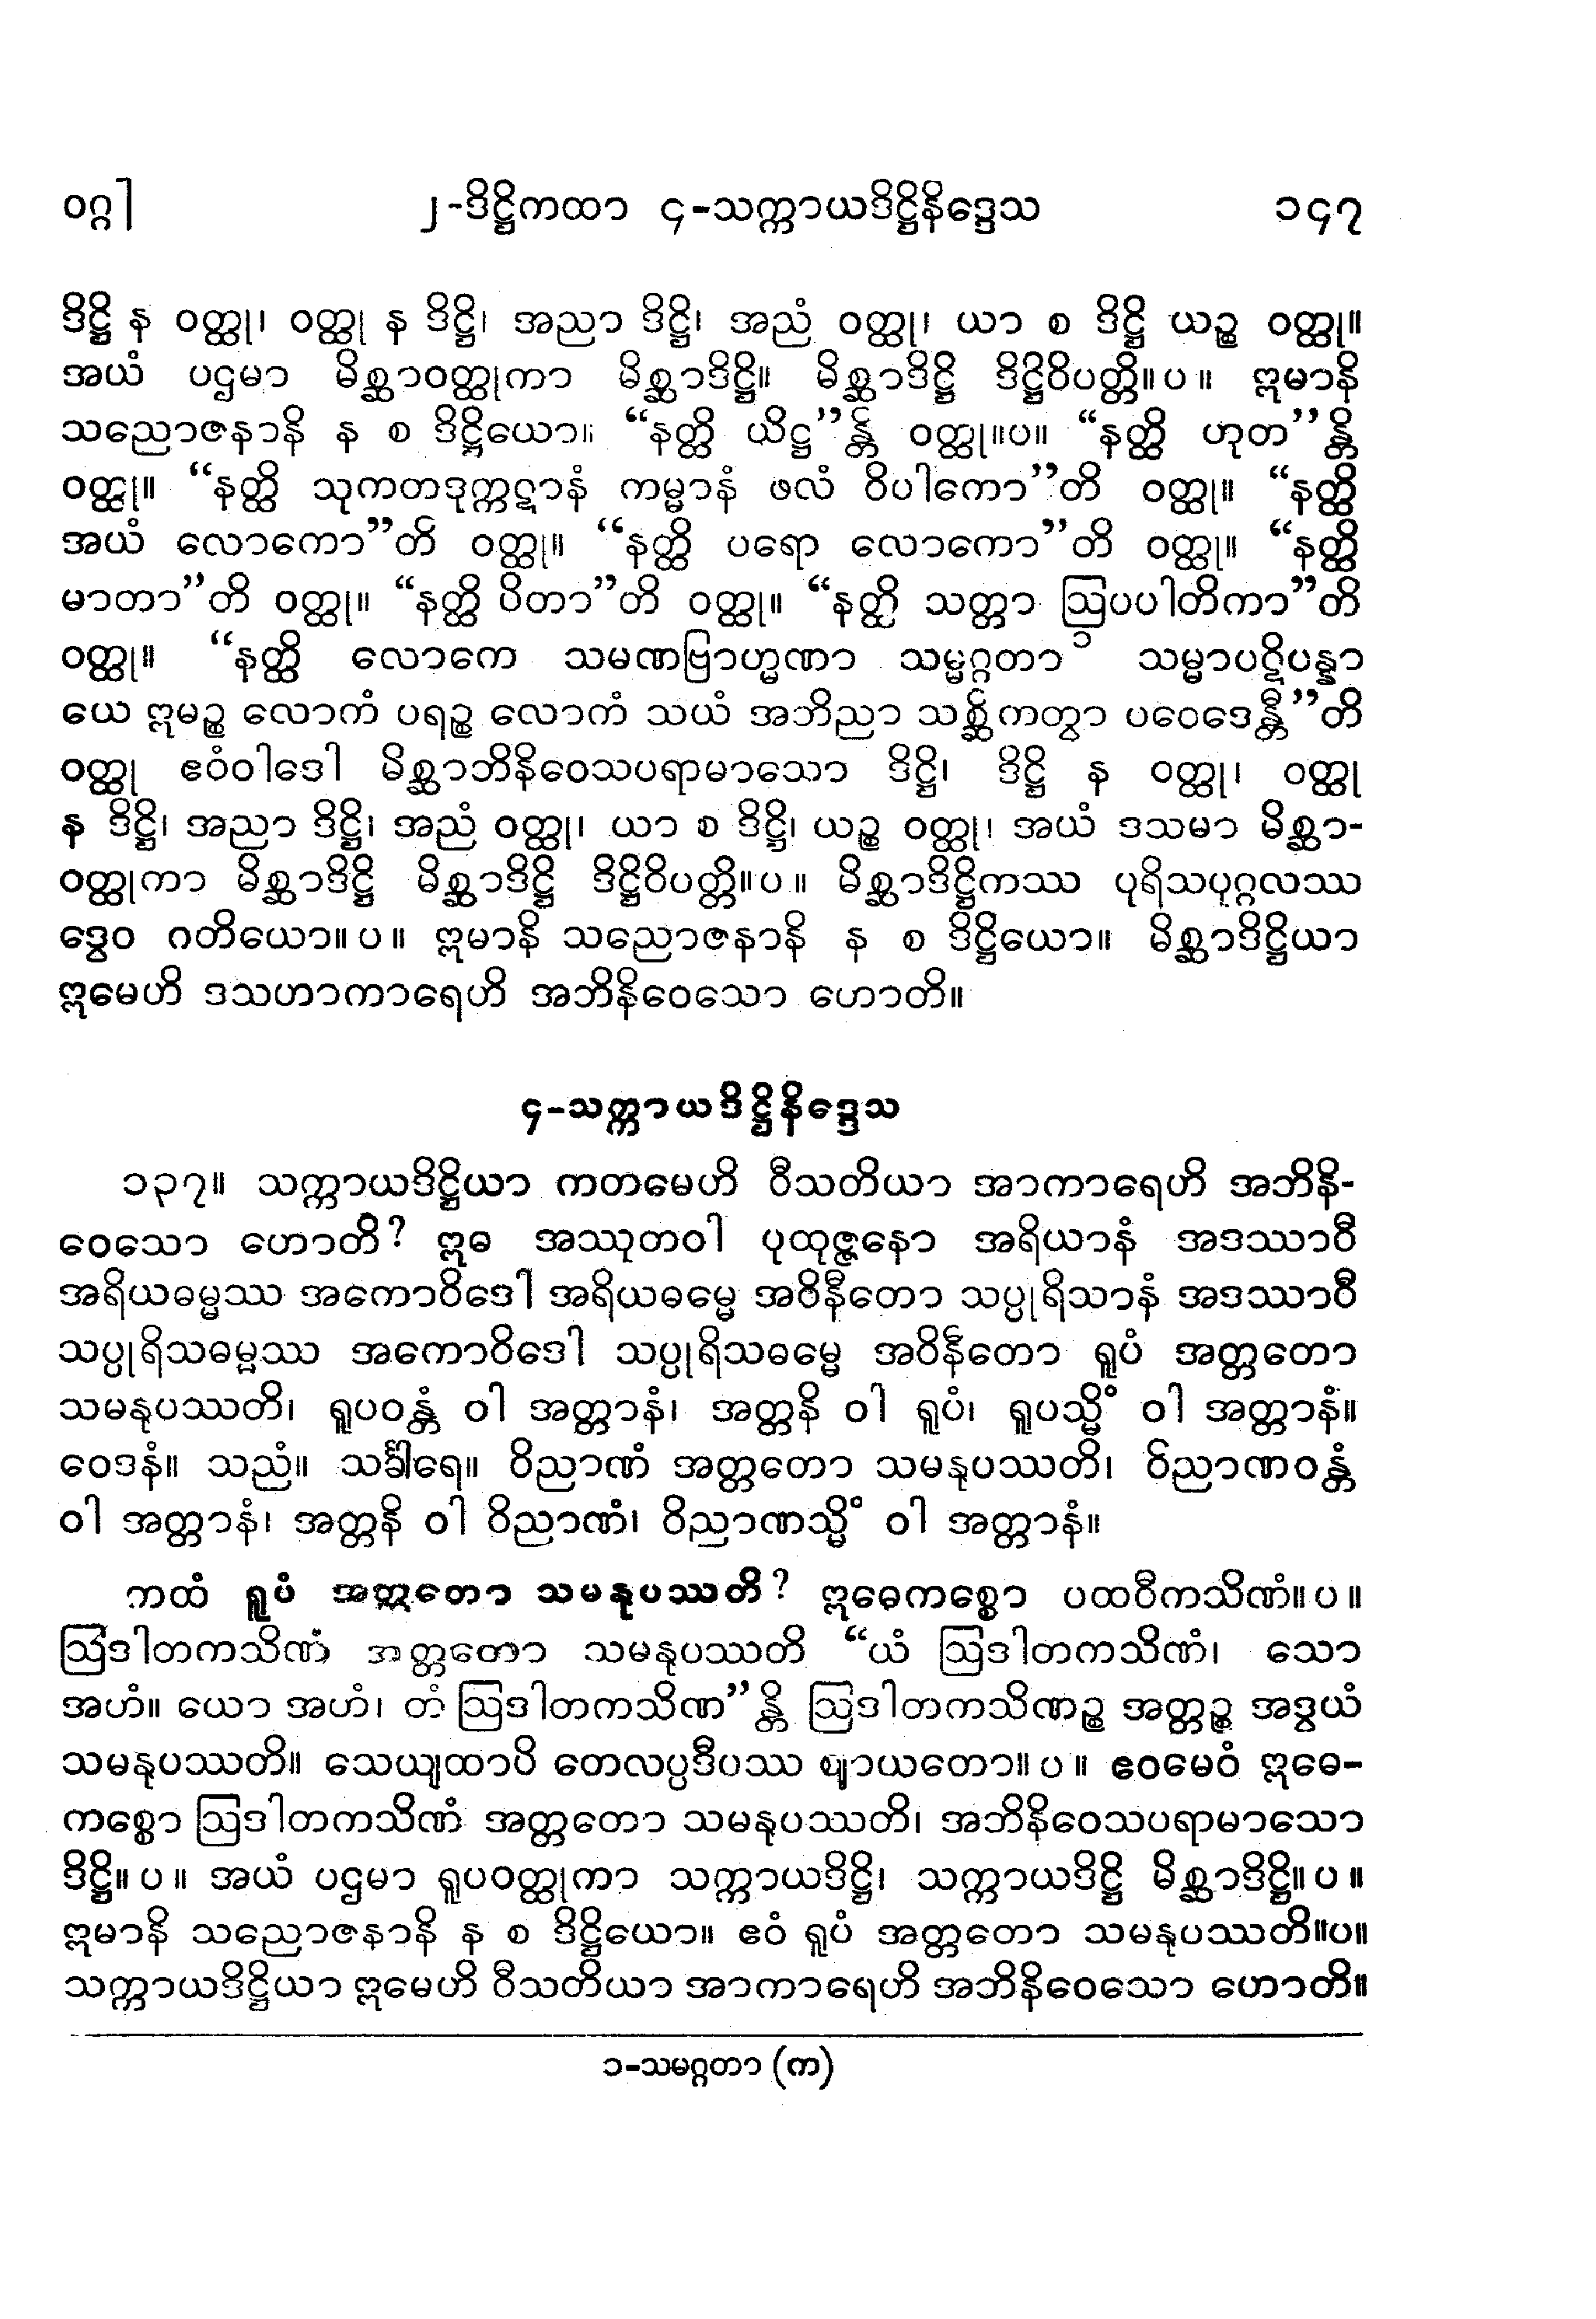 ဝဂ္ဂ] ၂-ဒိဋ္ဌိကထာ ၄-သက္ကာယဒိဋ္ဌိနိဒ္ဒေသ ၁၄၇
ဒိဋ္ဌိ န ဝတ္ထု၊ ဝတ္ထု န ဒိဋ္ဌိ၊ အညာ ဒိဋ္ဌိ၊ အညံ ဝတ္ထု၊ ယာ စ ဒိဋ္ဌိ ယဉ္စ ဝတ္ထု။
အယံ ပဌမာ မိစ္ဆာဝတ္ထုကာ မိစ္ဆာဒိဋ္ဌိ။ မိစ္ဆာဒိဋ္ဌိ ဒိဋ္ဌိဝိပတ္တိ။ပ။ ဣမာနိ
သညောဇနာနိ န စ ဒိဋ္ဌိယော။ “နတ္ထိ ယိဋ္ဌ”န္တိ ဝတ္ထု။ပ။ “နတ္ထိ ဟုတ”န္တိ
ဝတ္ထု။ “နတ္ထိ သုကတဒုက္ကဋာနံ ကမ္မာနံ ဖလံ ဝိပါကော”တိ ဝတ္ထု။ “နတ္ထိ
အယံ လောကော”တိ ဝတ္ထု။ “နတ္ထိ ပရော လောကော”တိ ဝတ္ထု။ “နတ္ထိ
မာတာ”တိ ဝတ္ထု။ “နတ္ထိ ပိတာ”တိ ဝတ္ထု။ “နတ္ထိ သတ္တာ ဩပပါတိကာ”တိ
ဝတ္ထု။ “နတ္ထိ လောကေ သမဏဗြာဟ္မဏာ သမ္မဂ္ဂတာ ၁ သမ္မာပဋိပန္နာ
ယေ ဣမဉ္စ လောကံ ပရဉ္စ လောကံ သယံ အဘိညာ သစ္ဆိကတွာ ပဝေဒေန္တီ”တိ
ဝတ္ထု ဧဝံဝါဒေါ မိစ္ဆာဘိနိဝေသပရာမာသော ဒိဋ္ဌိ၊ ဒိဋ္ဌိ န ဝတ္ထု၊ ဝတ္ထု
န ဒိဋ္ဌိ၊ အညာ ဒိဋ္ဌိ၊ အညံ ဝတ္ထု၊ ယာ စ ဒိဋ္ဌိ၊ ယဉ္စ ဝတ္ထု၊ အယံ ဒသမာ မိစ္ဆာ-
ဝတ္ထုကာ မိစ္ဆာဒိဋ္ဌိ မိစ္ဆာဒိဋ္ဌိ ဒိဋ္ဌိဝိပတ္တိ။ပ။ မိစ္ဆာဒိဋ္ဌိကဿ ပုရိသပုဂ္ဂလဿ
ဒွေဝ ဂတိယော။ပ။ ဣမာနိ သညောဇနာနိ န စ ဒိဋ္ဌိယော။ မိစ္ဆာဒိဋ္ဌိယာ
ဣမေဟိ ဒသဟာကာရေဟိ အဘိနိဝေသော ဟောတိ။
၄-သက္ကာယဒိဋ္ဌိနိဒ္ဒေသ
၁၃၇။ သက္ကာယဒိဋ္ဌိယာ ကတမေဟိ ဝီသတိယာ အာကာရေဟိ အဘိနိ-
ဝေသော ဟောတိ? ဣဓ အဿုတဝါ ပုထုဇ္ဇနော အရိယာနံ အဒဿာဝီ
အရိယဓမ္မဿ အကောဝိဒေါ အရိယဓမ္မေ အဝိနီတော သပ္ပုရိသာနံ အဒဿာဝီ
သပ္ပုရိသဓမ္မဿ အကောဝိဒေါ သပ္ပုရိသဓမ္မေ အဝိနီတော ရူပံ အတ္တတော
သမနုပဿတိ၊ ရူပဝန္တံ ဝါ အတ္တာနံ၊ အတ္တနိ ဝါ ရူပံ၊ ရူပသ္မိံ ဝါ အတ္တာနံ။
ဝေဒနံ။ သညံ။ သင်္ခါရေ။ ဝိညာဏံ အတ္တတော သမနုပဿတိ၊ ဝိညာဏဝန္တံ
ဝါ အတ္တာနံ၊ အတ္တနိ ဝါ ဝိညာဏံ၊ ဝိညာဏသ္မိံ ဝါ အတ္တာနံ။
ကထံ ရူပံ အတ္တတော သမနုပဿတိ? ဣဓေကစ္စော ပထဝီကသိဏံ။ပ။
ဩဒါတကသိဏံ အတ္တတော သမနုပဿတိ “ယံ ဩဒါတကသိဏံ၊ သော
အဟံ။ ယော အဟံ၊ တံ ဩဒါတကသိဏ”န္တိ ဩဒါတကသိဏဉ္စ အတ္တဉ္စ အဒွယံ
သမနုပဿတိ။ သေယျထာပိ တေလပ္ပဒီပဿ ဈာယတော။ပ။ ဧဝမေဝံ ဣဓေ-
ကစ္စော ဩဒါတကသိဏံ အတ္တတော သမနုပဿတိ၊ အဘိနိဝေသပရာမာသော
ဒိဋ္ဌိ။ပ။ အယံ ပဌမာ ရူပဝတ္ထုကာ သက္ကာယဒိဋ္ဌိ၊ သက္ကာယဒိဋ္ဌိ မိစ္ဆာဒိဋ္ဌိ။ပ။
ဣမာနိ သညောဇနာနိ န စ ဒိဋ္ဌိယော။ ဧဝံ ရူပံ အတ္တတော သမနုပဿတိ။ပ။
သက္ကာယဒိဋ္ဌိယာ ဣမေဟိ ဝီသတိယာ အာကာရေဟိ အဘိနိဝေသော ဟောတိ။
၁-သမဂ္ဂတာ (က)